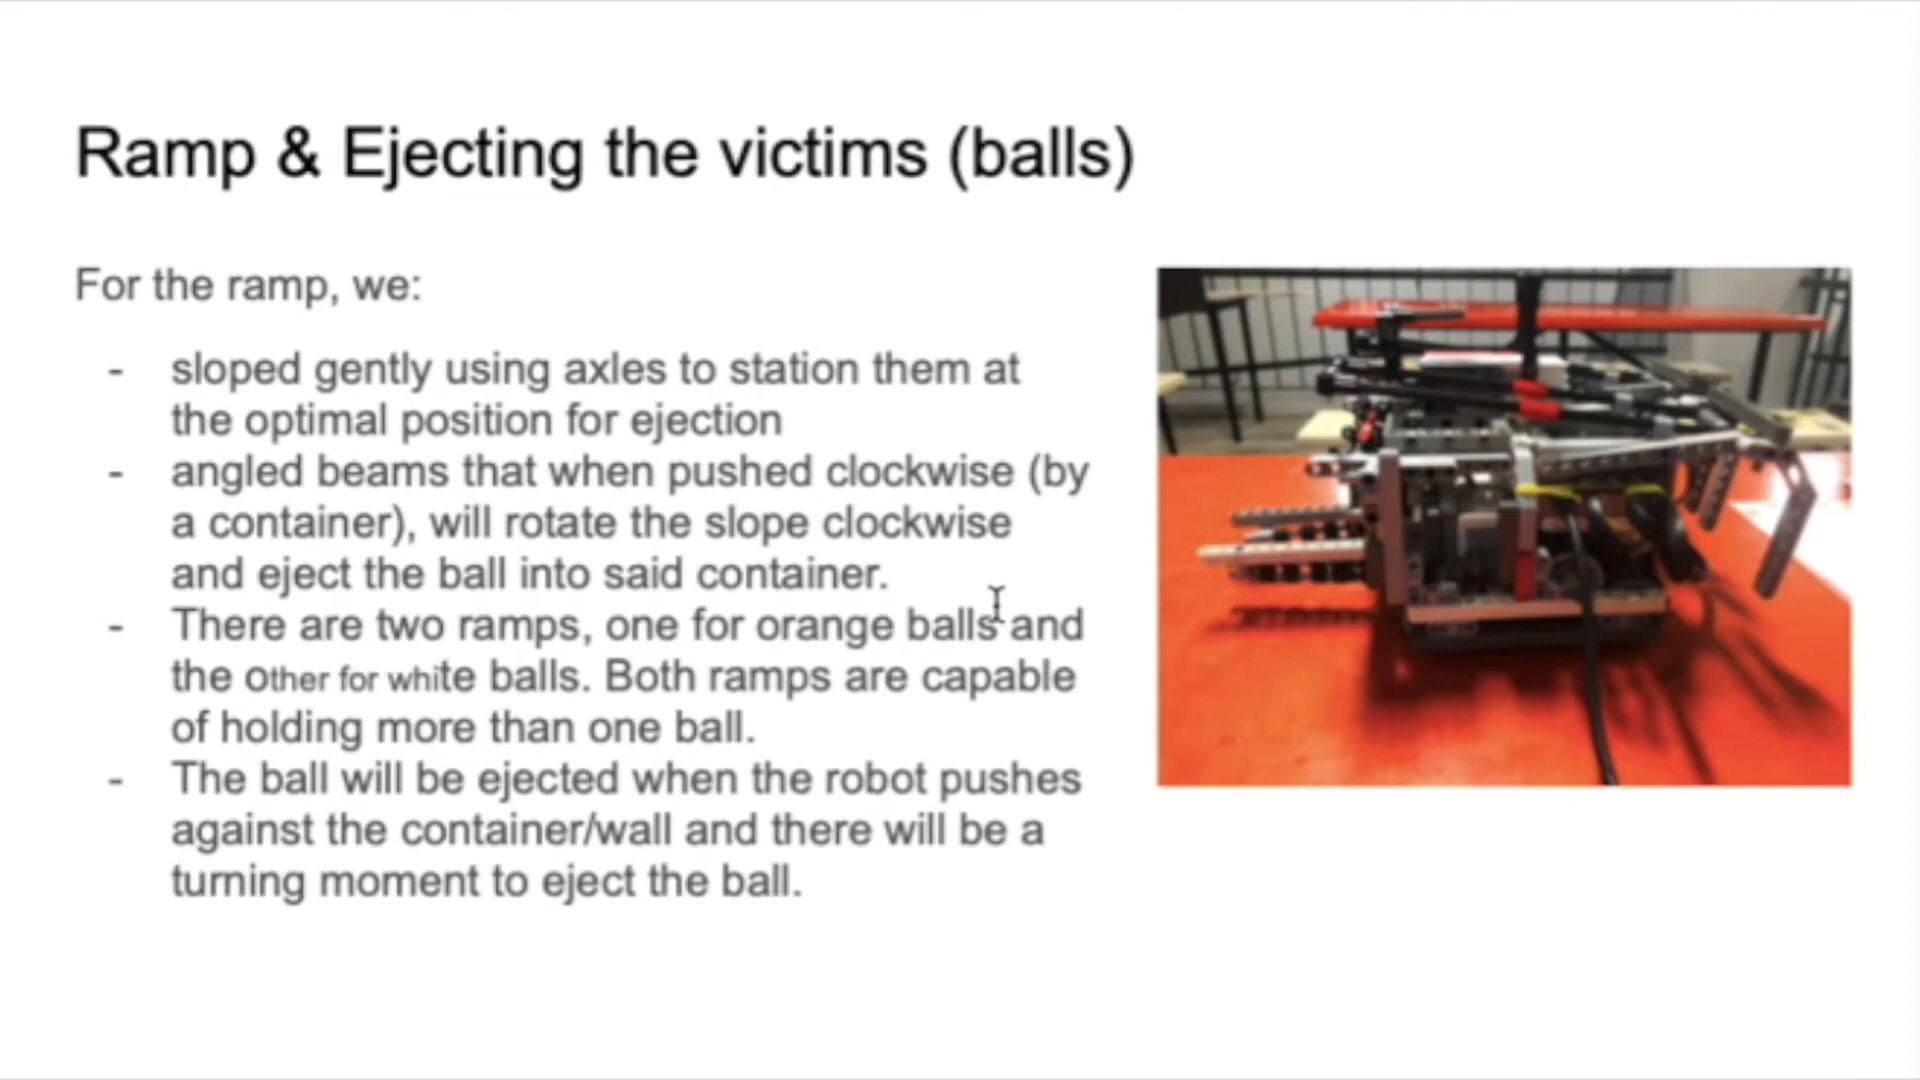 Ramp & Ejecting the victims (balls)
For the ramp, we:
- sloped gently using axles to station them at
the optimal position for ejection
- angled beams that when pushed clockwise (by
a container), will rotate the slope clockwise
and eject the ball into said container.
- There are two ramps, one for orange balls and
the other for white balls. Both ramps are capable
of holding more than one ball.
- The ball will be ejected when the robot pushes
against the container/wall and there will be a
turning moment to eject the ball.